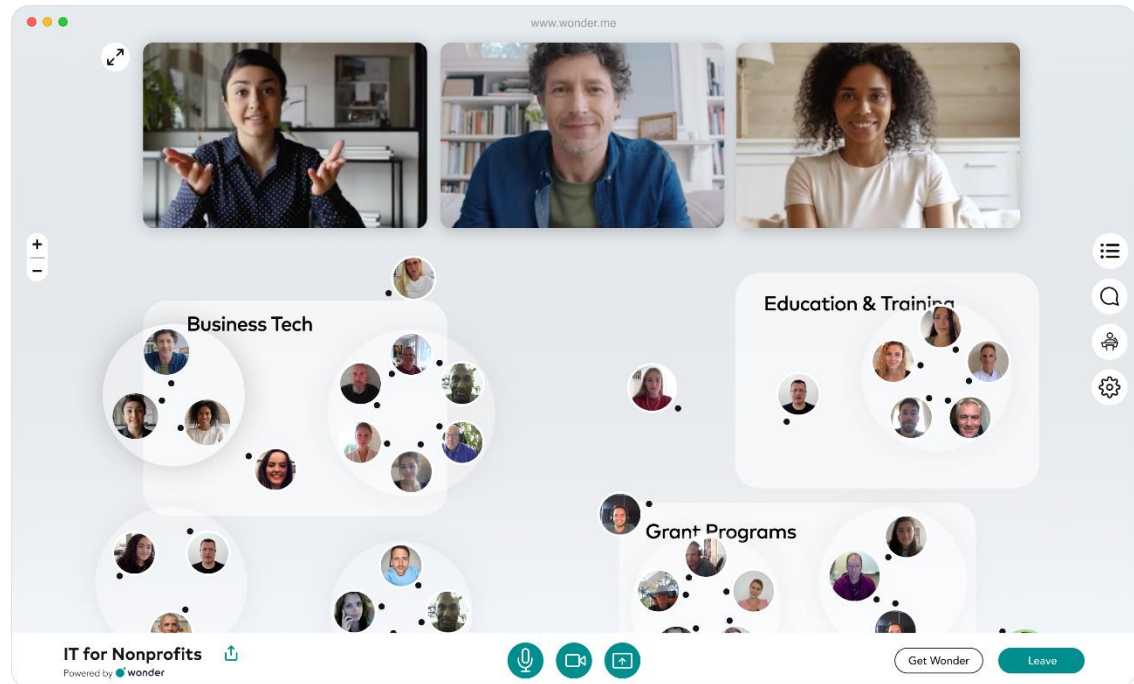 www.wonder.me
Business Tech
Education & Training
Grant Programs
IT for Nonprofits
Powered by wonder
Get Wonder
Leave